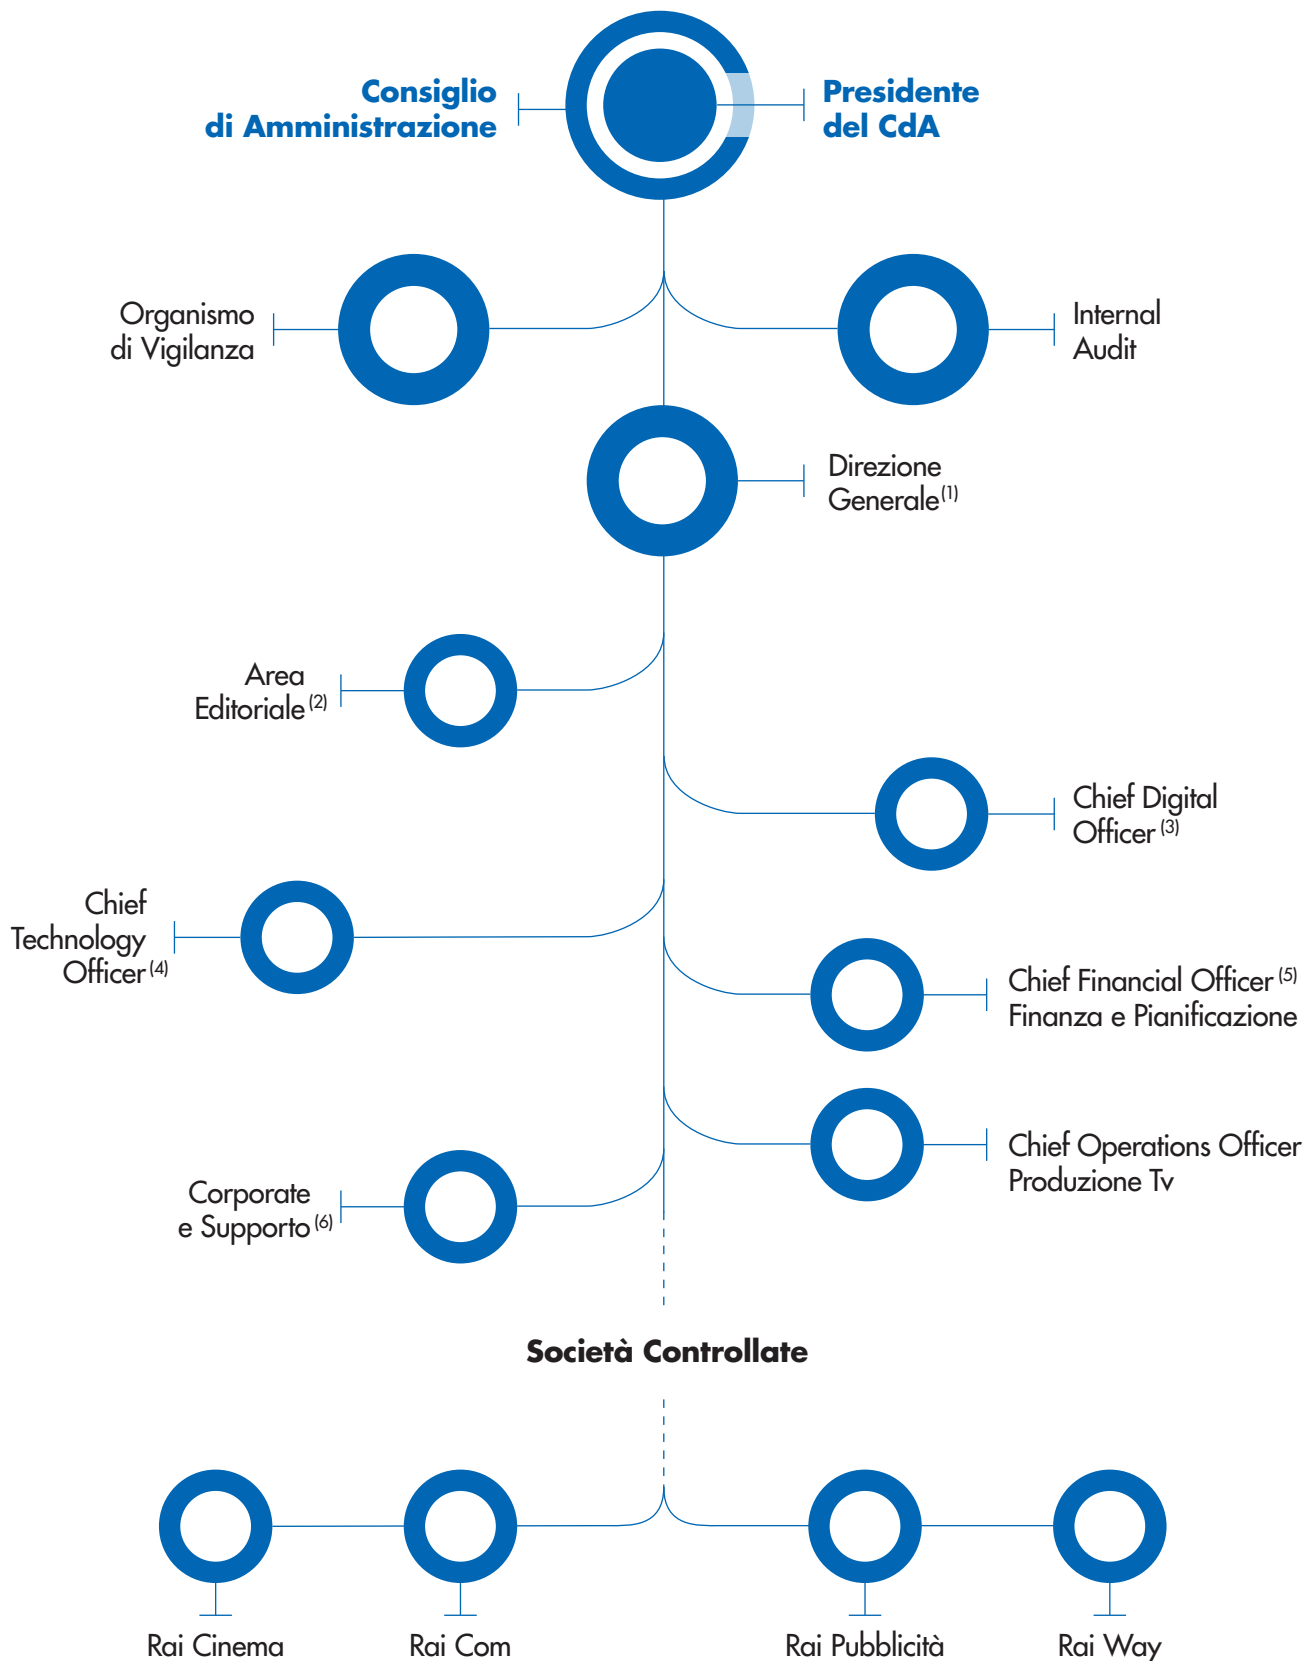 Consiglio
di Amministrazione
Presidente
del CdA
Organismo
di Vigilanza
Internal
Audit
Direzione
Generale(1)
Area
Editoriale (2)
Chief Digital
Officer (3)
Chief
Technology
Officer (4)
Chief Financial Officer (5)
Finanza e Pianificazione
Chief Operations Officer
Produzione Tv
Corporate
e Supporto (6)
Società Controllate
Rai Cinema
Rai Com
Rai Pubblicità
Rai Way